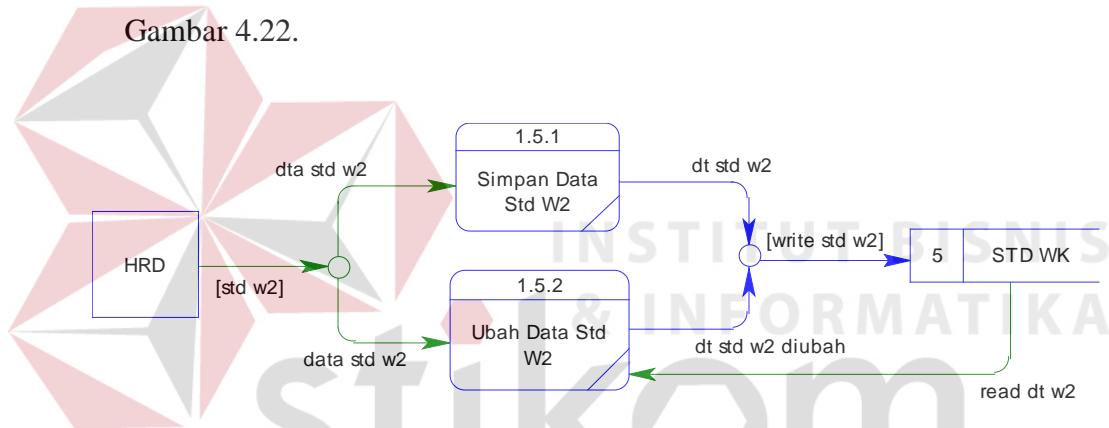 Gambar 4.22.
1.5.1
dta std w2
dt std w2
Simpan Data
Std W2
INSTITUT BISNIS
[write std w2]
HRD
5
STD WK
[std w2]
1.5.2
& INFORMATIKA
Ubah Data Std
W2
data std w2
dt std w2 diubah
read dt w2
stikom